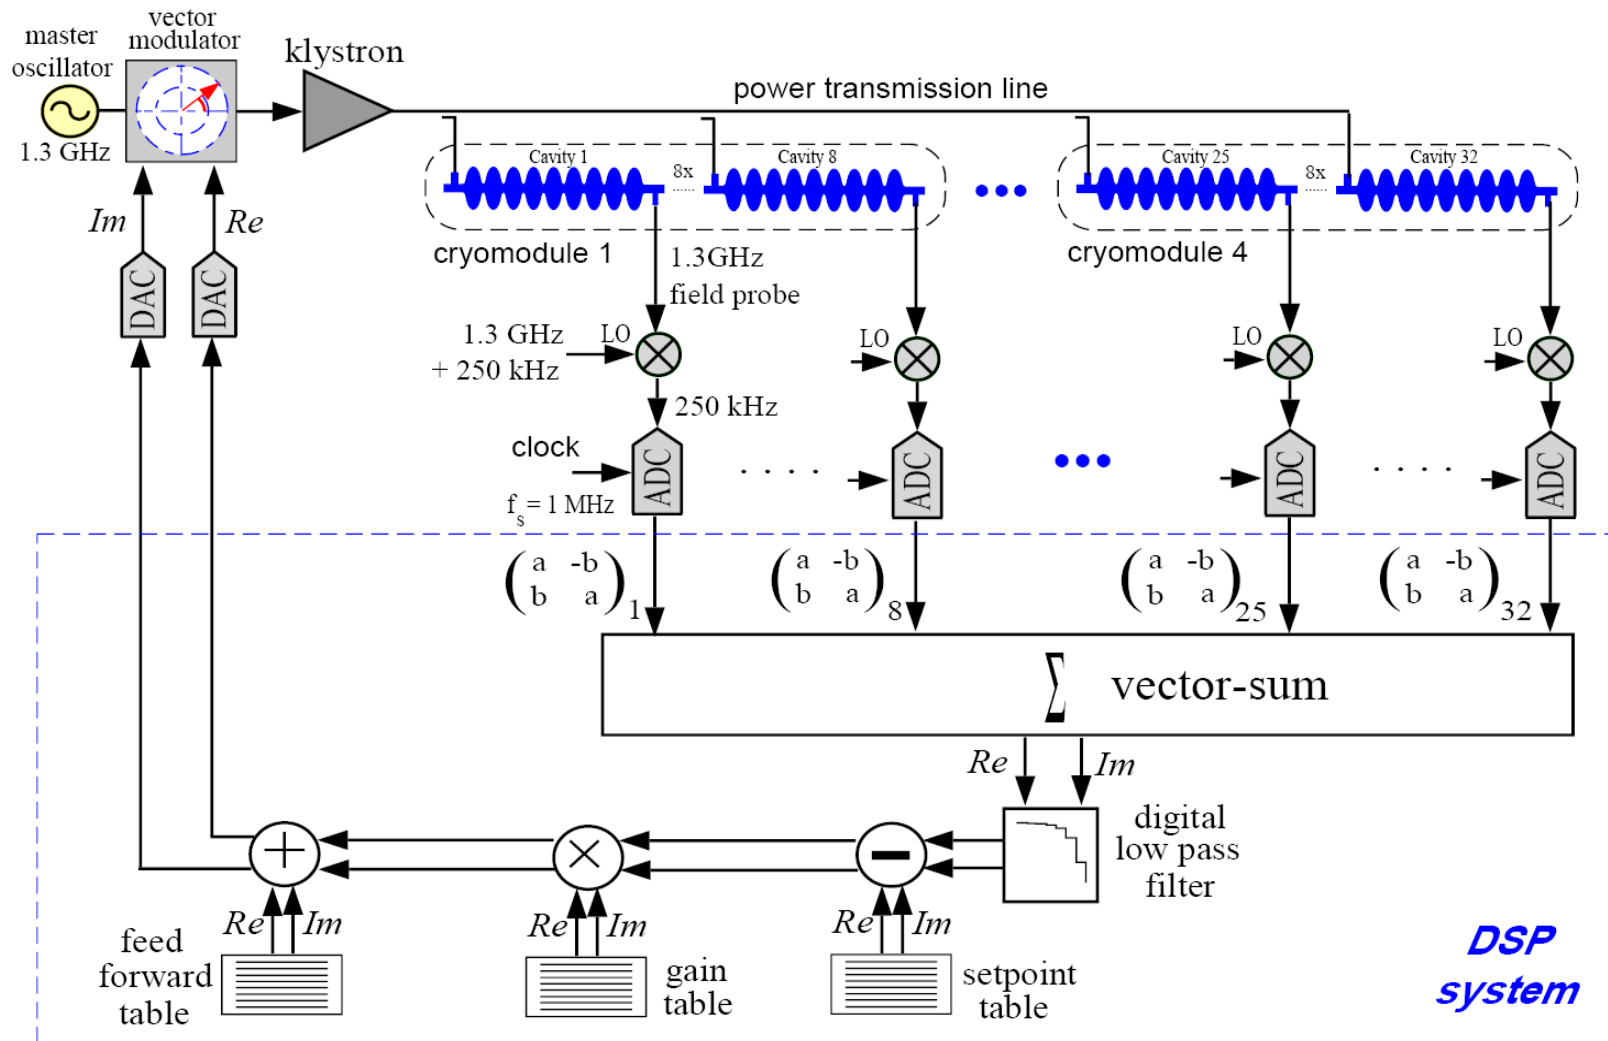 vector
modulator
master
oscillator
1.3 GHz
klystron
power transmission line
Cavity 1
8x
Cavity 8
Cavity 25
8x
Cavity 32
cryomodule 1
cryomodule 4
Im
Re
DAC
DAC
1.3GHz
field probe
1.3 GHz
+ 250 kHz
LO
LO
LO
LO
250 kHz
clock
fs = 1 MHz
ADC
ADC
ADC
ADC
(a -b
b a)1
(a -b
b a)8
(a -b
b a)25
(a -b
b a)32
∑ vector-sum
Re
Im
digital
low pass
filter
+
×
−
Re
Im
Re
Im
Re
Im
feed
forward
table
gain
table
setpoint
table
DSP
system